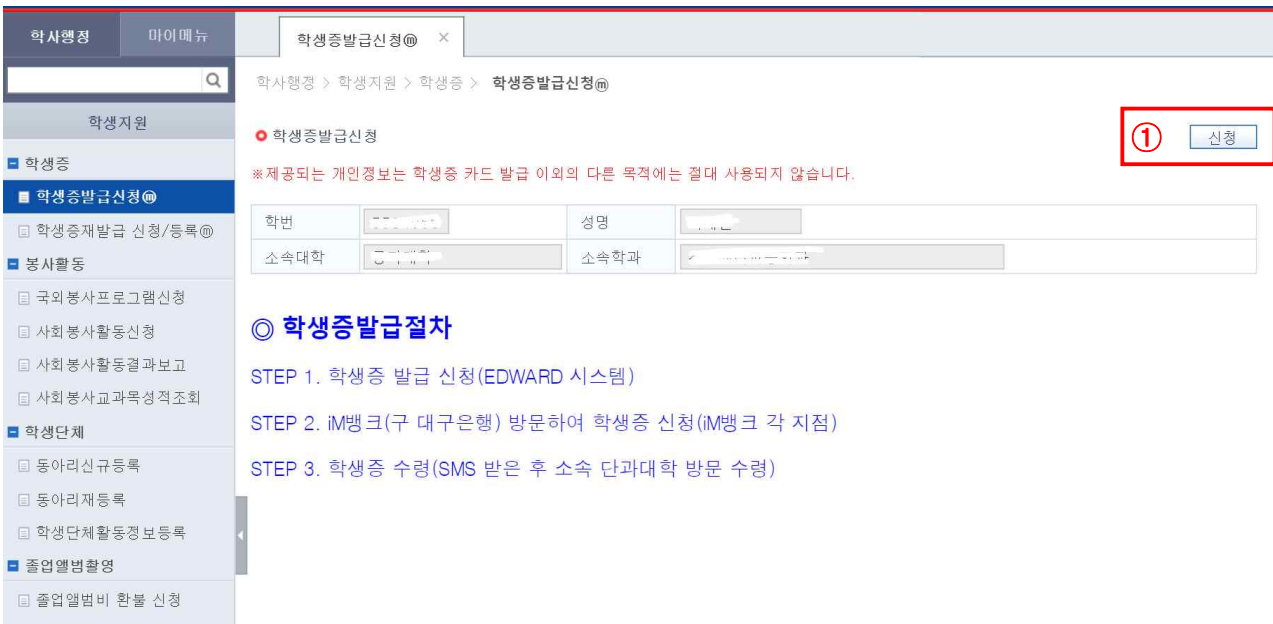 학사행정 마이메뉴
학생증발급신청ⓜ ×
학사행정 > 학생지원 > 학생증 > 학생증발급신청ⓜ
학생지원
학생증발급신청
① 신청
※제공되는 개인정보는 학생증 카드 발급 이외의 다른 목적에는 절대 사용되지 않습니다.
학생증
학생증발급신청ⓜ
학생증재발급 신청/등록ⓜ
봉사활동
국외봉사프로그램신청
사회봉사활동신청
사회봉사활동결과보고
사회봉사교과목성적조회
학생단체
동아리신규등록
동아리재등록
학생단체활동정보등록
졸업앨범촬영
졸업앨범비 환불 신청
학번 성명
소속대학 소속학과
◎ 학생증발급절차
STEP 1. 학생증 발급 신청(EDWARD 시스템)
STEP 2. iM뱅크(구 대구은행) 방문하여 학생증 신청(iM뱅크 각 지점)
STEP 3. 학생증 수령(SMS 받은 후 소속 단과대학 방문 수령)